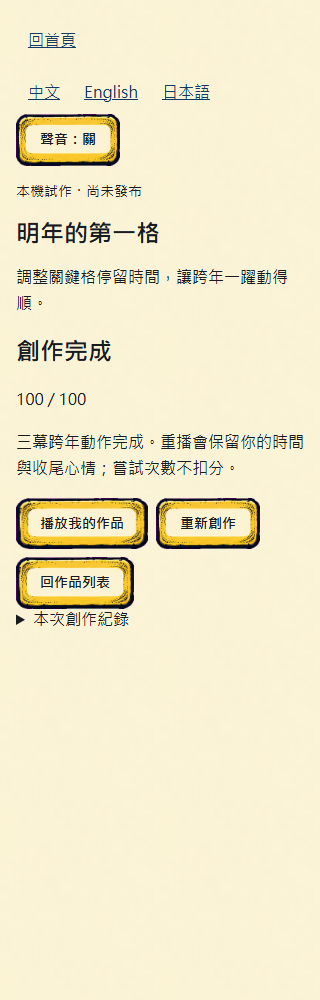 回首頁
中文 English 日本語
聲音：關
本機試作．尚未發布
明年的第一格
調整關鍵格停留時間，讓跨年一躍動得
順。
創作完成
100 / 100
三幕跨年動作完成。重播會保留你的時間
與收尾心情；嘗試次數不扣分。
播放我的作品 重新創作
回作品列表
▶ 本次創作紀錄